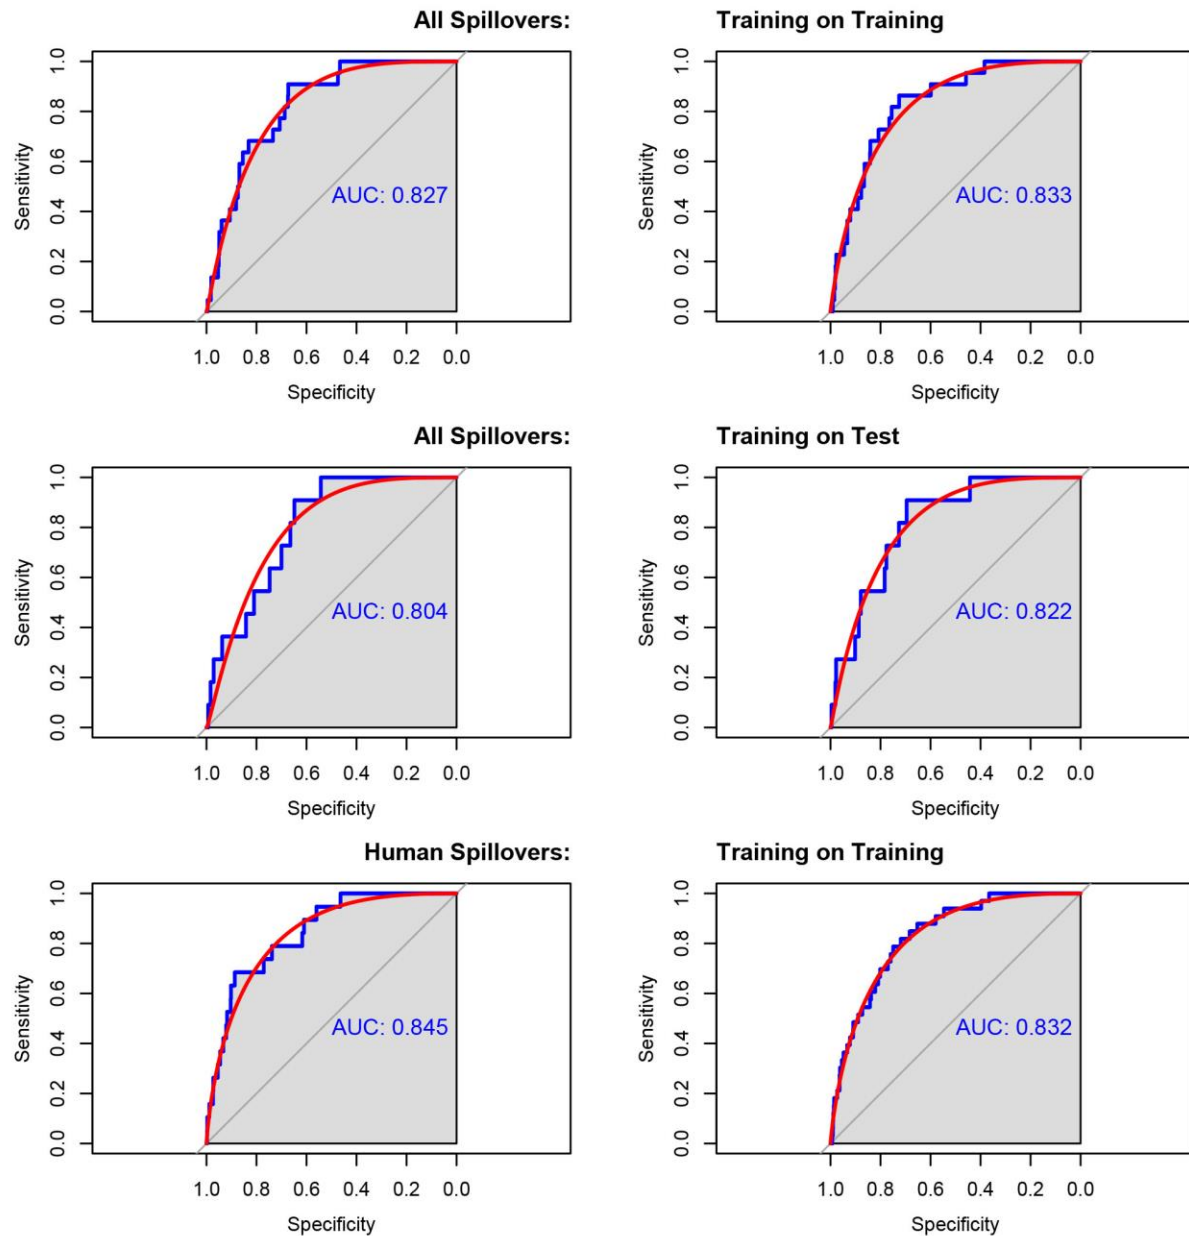 All Spillovers: Training on Training
Sensitivity
0.0 0.2 0.4 0.6 0.8 1.0
AUC: 0.827
1.0 0.8 0.6 0.4 0.2 0.0
Specificity
Sensitivity
0.0 0.2 0.4 0.6 0.8 1.0
AUC: 0.833
1.0 0.8 0.6 0.4 0.2 0.0
Specificity
All Spillovers: Training on Test
Sensitivity
0.0 0.2 0.4 0.6 0.8 1.0
AUC: 0.804
1.0 0.8 0.6 0.4 0.2 0.0
Specificity
Sensitivity
0.0 0.2 0.4 0.6 0.8 1.0
AUC: 0.822
1.0 0.8 0.6 0.4 0.2 0.0
Specificity
Human Spillovers: Training on Training
Sensitivity
0.0 0.2 0.4 0.6 0.8 1.0
AUC: 0.845
1.0 0.8 0.6 0.4 0.2 0.0
Specificity
Sensitivity
0.0 0.2 0.4 0.6 0.8 1.0
AUC: 0.832
1.0 0.8 0.6 0.4 0.2 0.0
Specificity